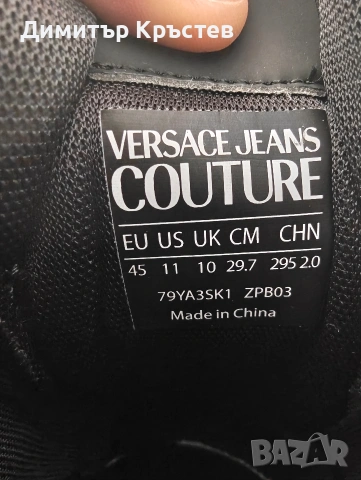 Димитър Кръстев
VERSACE JEANS
COUTURE
EU US UK CM CHN
45 11 10 29.7 295 2.0
79YA3SK1 ZPB03
Made in China
BAZAR